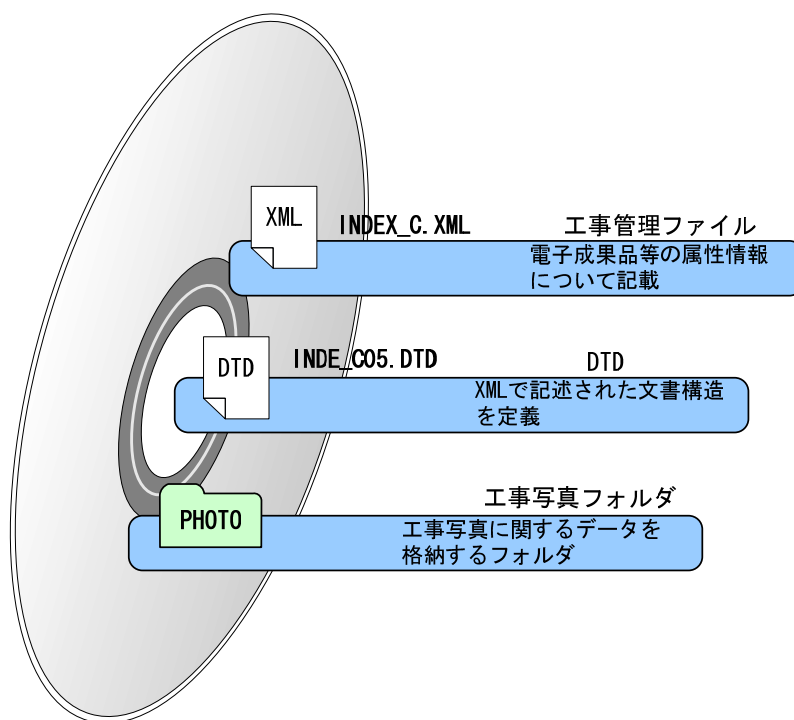 XML
INDEX_C.XML
工事管理ファイル
電子成果品等の属性情報
について記載
DTD
INDE_C05.DTD
DTD
XMLで記述された文書構造
を定義
PHOTO
工事写真フォルダ
工事写真に関するデータを
格納するフォルダ